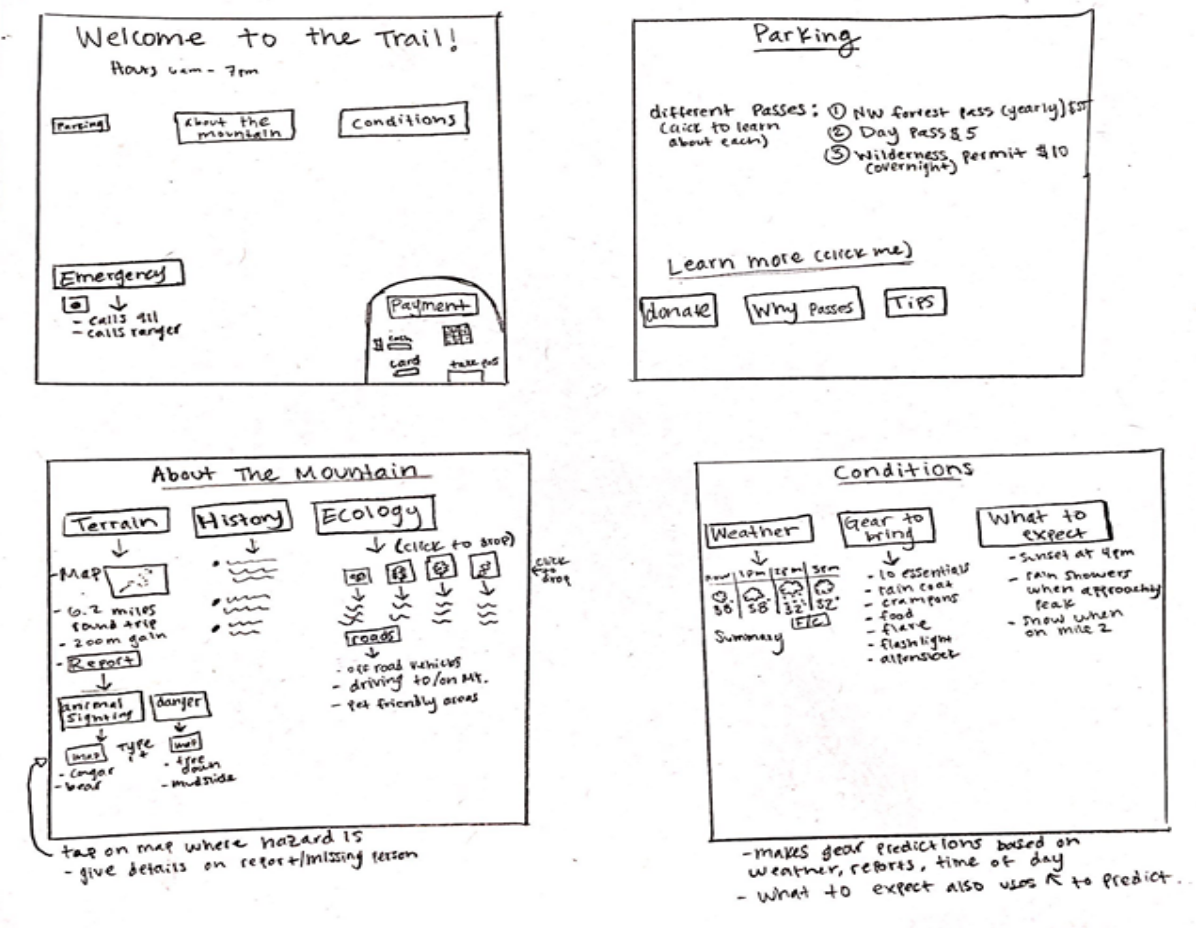 Welcome to the Trail!
Hours 6am - 7pm
Parking
About the
mountain
Conditions
Emergency
- calls 911
- calls ranger
Payment
$ cash
card
take pass
Parking
different Passes:
(click to learn
about each)
① NW forrest pass (yearly)
② Day Pass $5
③ Wilderness permit $10
(overnight)
Learn more (click me)
donate
Why Passes
Tips
About The Mountain
Terrain
- Map
- 6.2 miles
round trip
- 200m gain
- Report
animal
sighting
danger
map
Type
it
map
- cougar
- bear
- tree
down
- mudslide
History
Ecology
(click to drop)
click
to
drop
roads
- off road vehicles
- driving to/on Mt.
- pet friendly areas
tap on map where hazard is
- give details on report/missing person
Conditions
Weather
now 1pm 2pm 3pm
38° 38° 32° 32°
F/C
Summary
Gear to
bring
- 10 essentials
- rain coat
- crampons
- food
- flare
- flashlight
What to
expect
- Sunset at 4pm
- rain showers
when approaching
peak
- Snow when
on mile 2
- makes gear predictions based on
weather, reports, time of day
- What to expect also uses ↖ to predict.